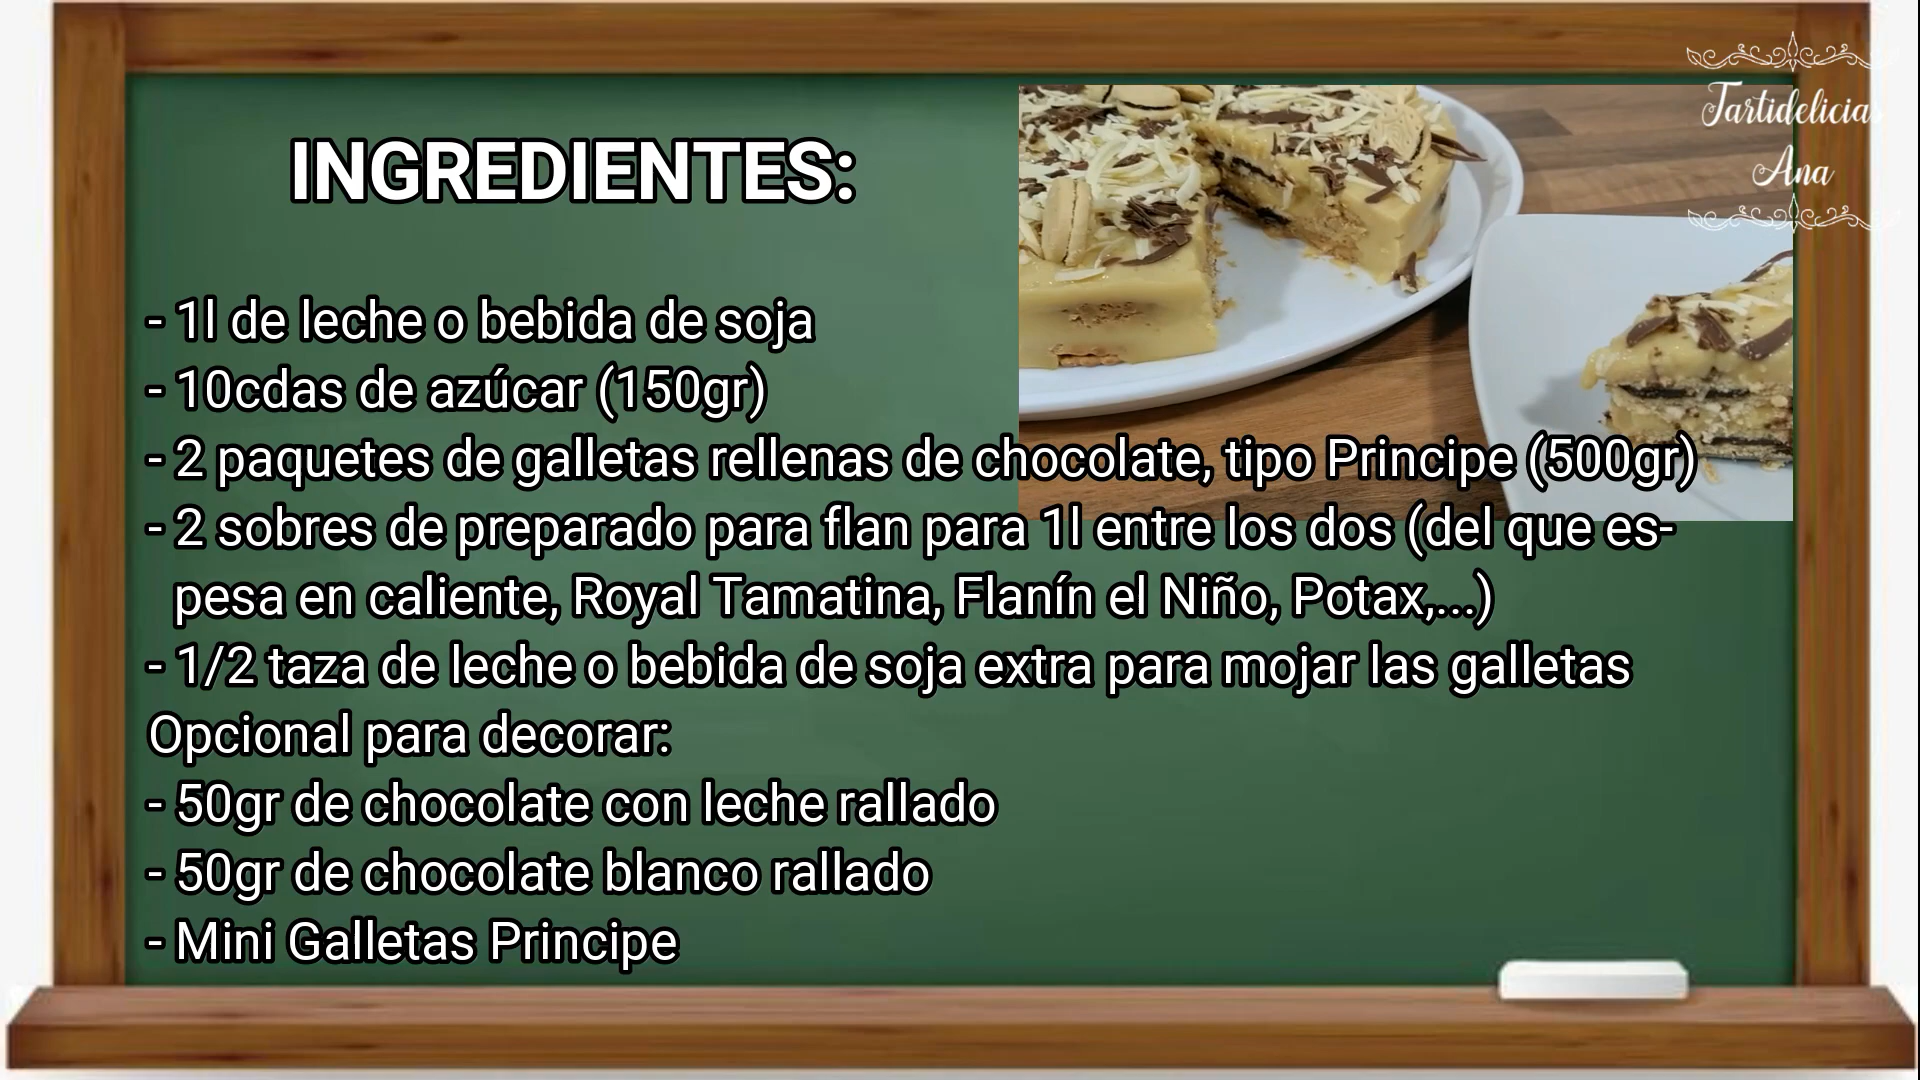 Tartidelicias
Ana
INGREDIENTES:
- 1l de leche o bebida de soja
- 10cdas de azúcar (150gr)
- 2 paquetes de galletas rellenas de chocolate, tipo Principe (500gr)
- 2 sobres de preparado para flan para 1l entre los dos (del que es-
pesa en caliente, Royal Tamatina, Flanín el Niño, Potax,...)
- 1/2 taza de leche o bebida de soja extra para mojar las galletas
Opcional para decorar:
- 50gr de chocolate con leche rallado
- 50gr de chocolate blanco rallado
- Mini Galletas Principe